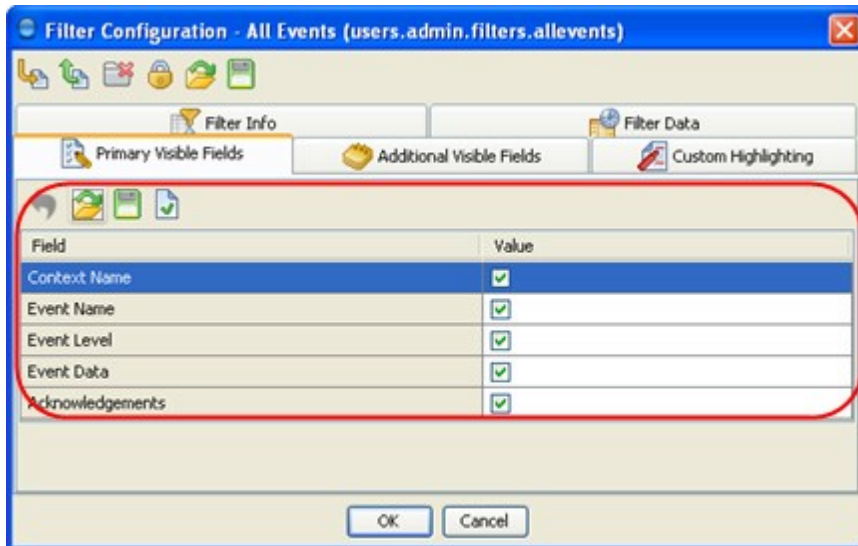 Filter Configuration - All Events (users.admin.filters.allevents)
Filter Info
Filter Data
Primary Visible Fields
Additional Visible Fields
Custom Highlighting
Field Value
Context Name
Event Name
Event Level
Event Data
Acknowledgements
OK Cancel